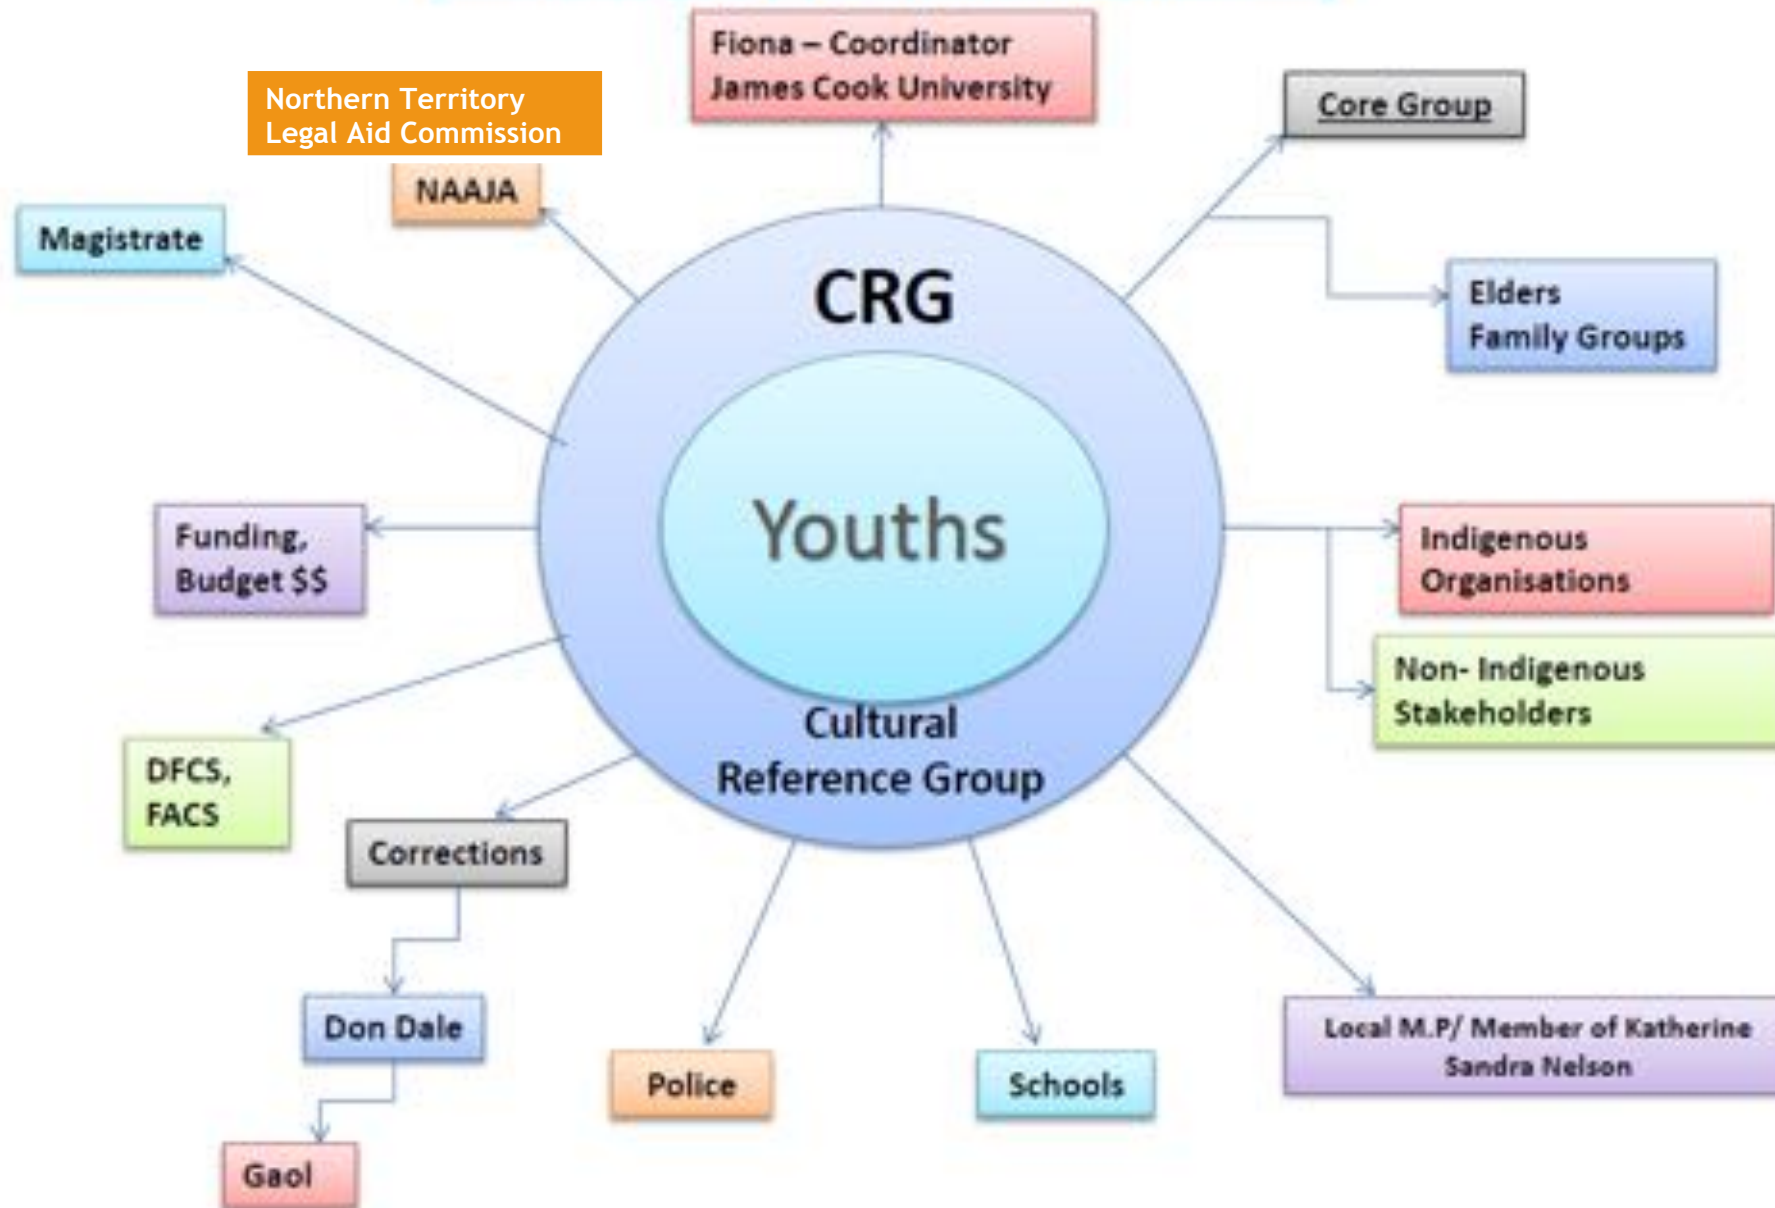 Fiona – Coordinator
James Cook University
Northern Territory
Legal Aid Commission
Core Group
NAAJA
Magistrate
CRG
Elders
Family Groups
Youths
Funding,
Budget $$
Indigenous
Organisations
Non- Indigenous
Stakeholders
Cultural
Reference Group
DFCS,
FACS
Corrections
Don Dale
Local M.P/ Member of Katherine
Sandra Nelson
Police
Schools
Gaol